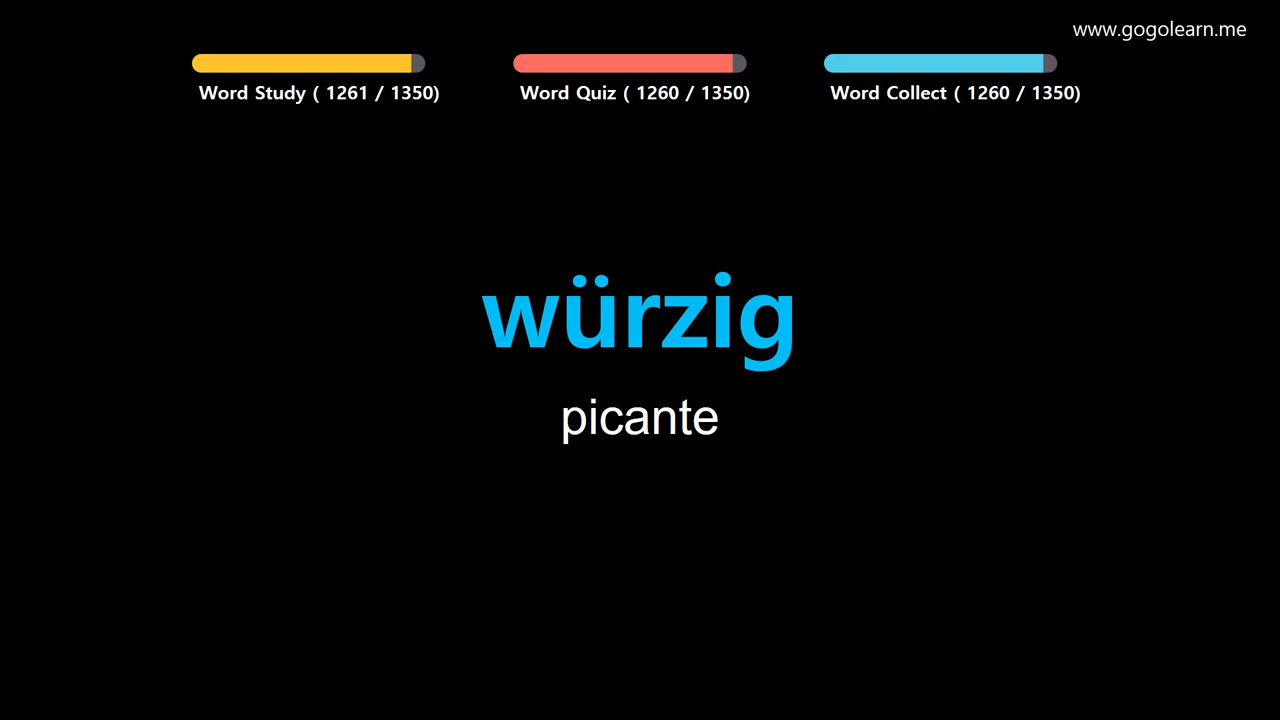 www.gogolearn.me
Word Study ( 1261 / 1350)
Word Quiz ( 1260 / 1350)
Word Collect ( 1260 / 1350)
würzig
picante